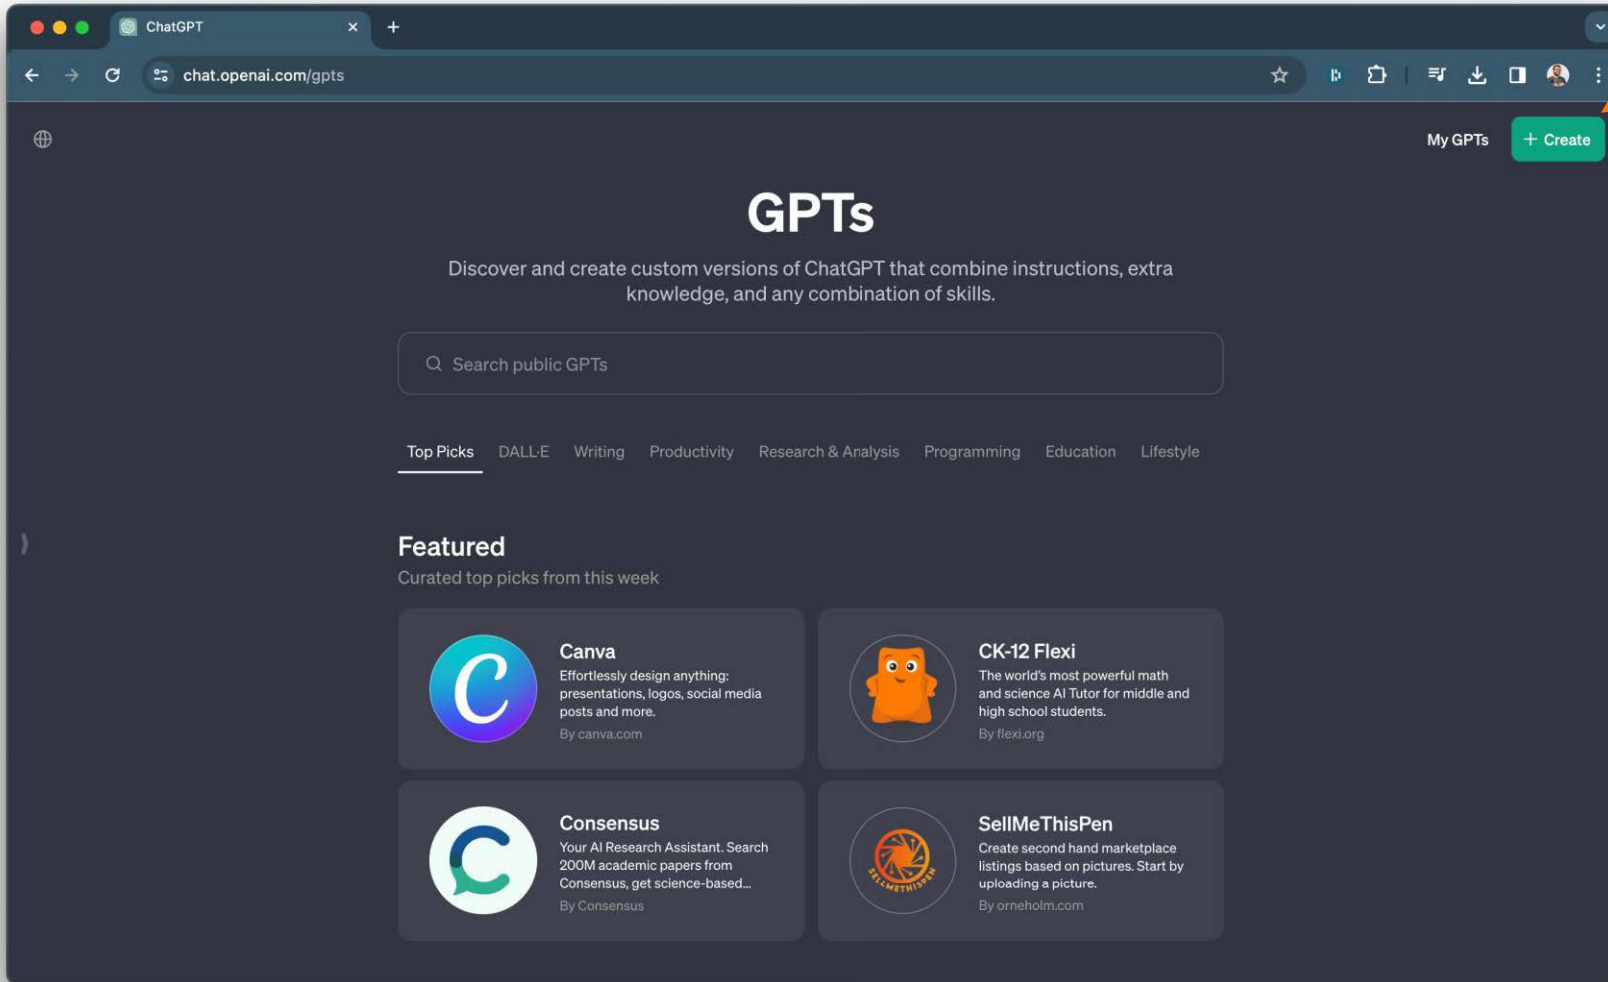 ChatGPT
chat.openai.com/gpts
My GPTs
+ Create
GPTs
Discover and create custom versions of ChatGPT that combine instructions, extra
knowledge, and any combination of skills.
Search public GPTs
Top Picks DALL·E Writing Productivity Research & Analysis Programming Education Lifestyle
Featured
Curated top picks from this week
Canva
Effortlessly design anything:
presentations, logos, social media
posts and more.
By canva.com
CK-12 Flexi
The world's most powerful math
and science AI Tutor for middle and
high school students.
By flexi.org
Consensus
Your AI Research Assistant. Search
200M academic papers from
Consensus, get science-based...
By Consensus
SELLMETHISPEN
SellMeThisPen
Create second hand marketplace
listings based on pictures. Start by
uploading a picture.
By orneholm.com